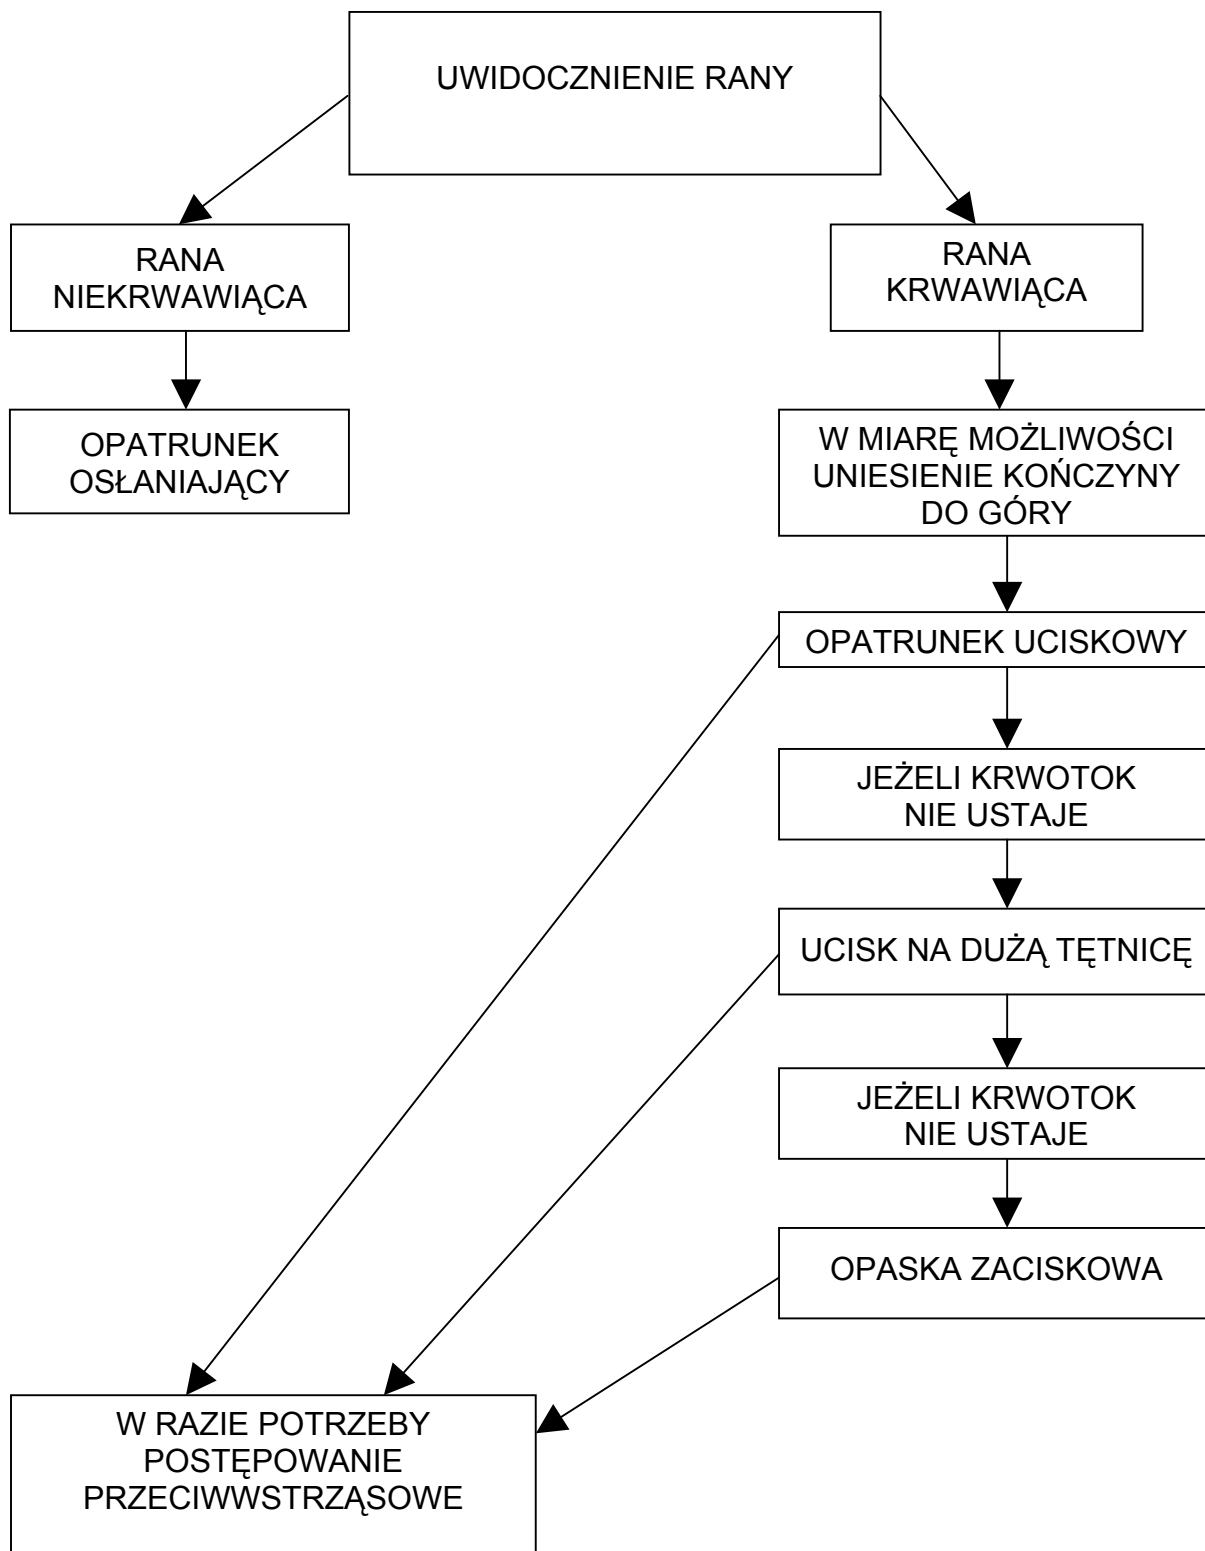 UWIDOCZNIENIE RANY
RANA
NIEKRWAWIĄCA
RANA
KRWAWIĄCA
OPATRUNEK
OSŁANIAJĄCY
W MIARĘ MOŻLIWOŚCI
UNIESIENIE KOŃCZYNY
DO GÓRY
OPATRUNEK UCISKOWY
JEŻELI KRWOTOK
NIE USTAJE
UCISK NA DUŻĄ TĘTNICĘ
JEŻELI KRWOTOK
NIE USTAJE
OPASKA ZACISKOWA
W RAZIE POTRZEBY
POSTĘPOWANIE
PRZECIWWSTRZĄSOWE